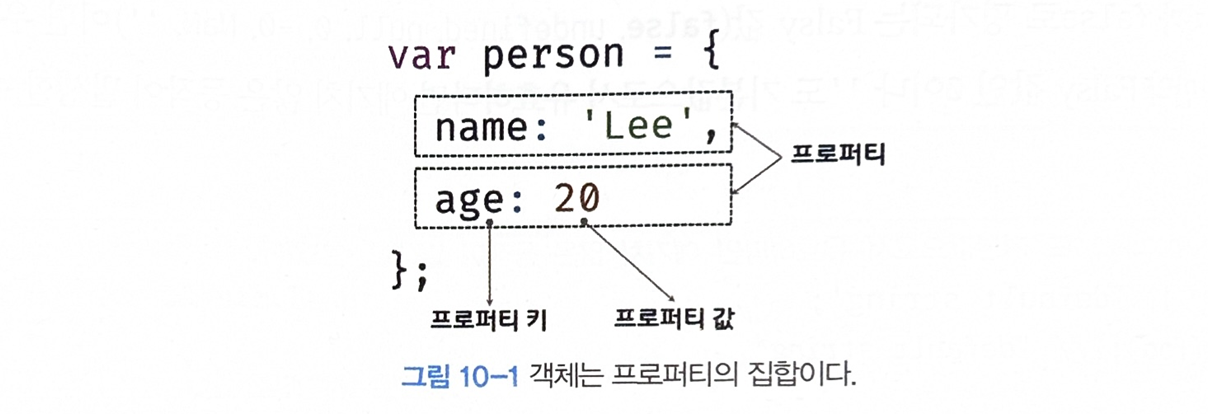 var person = {
name: 'Lee',
프로퍼티
age: 20
};
프로퍼티 키 프로퍼티 값
그림 10-1 객체는 프로퍼티의 집합이다.